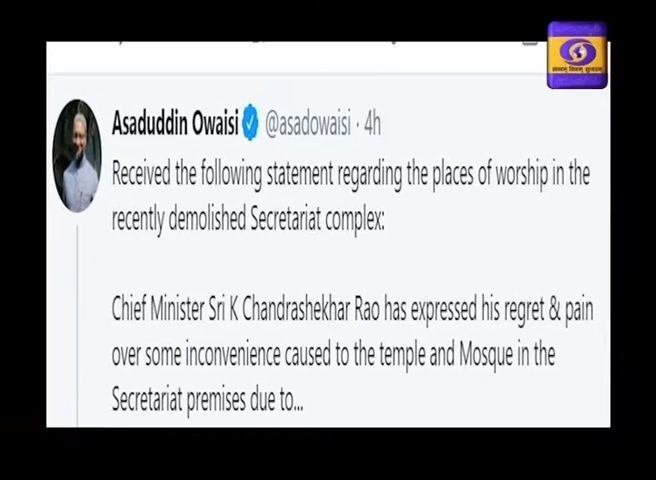 Asaduddin Owaisi @asadowaisi · 4h
Received the following statement regarding the places of worship in the
recently demolished Secretariat complex:
Chief Minister Sri K Chandrashekhar Rao has expressed his regret & pain
over some inconvenience caused to the temple and Mosque in the
Secretariat premises due to...